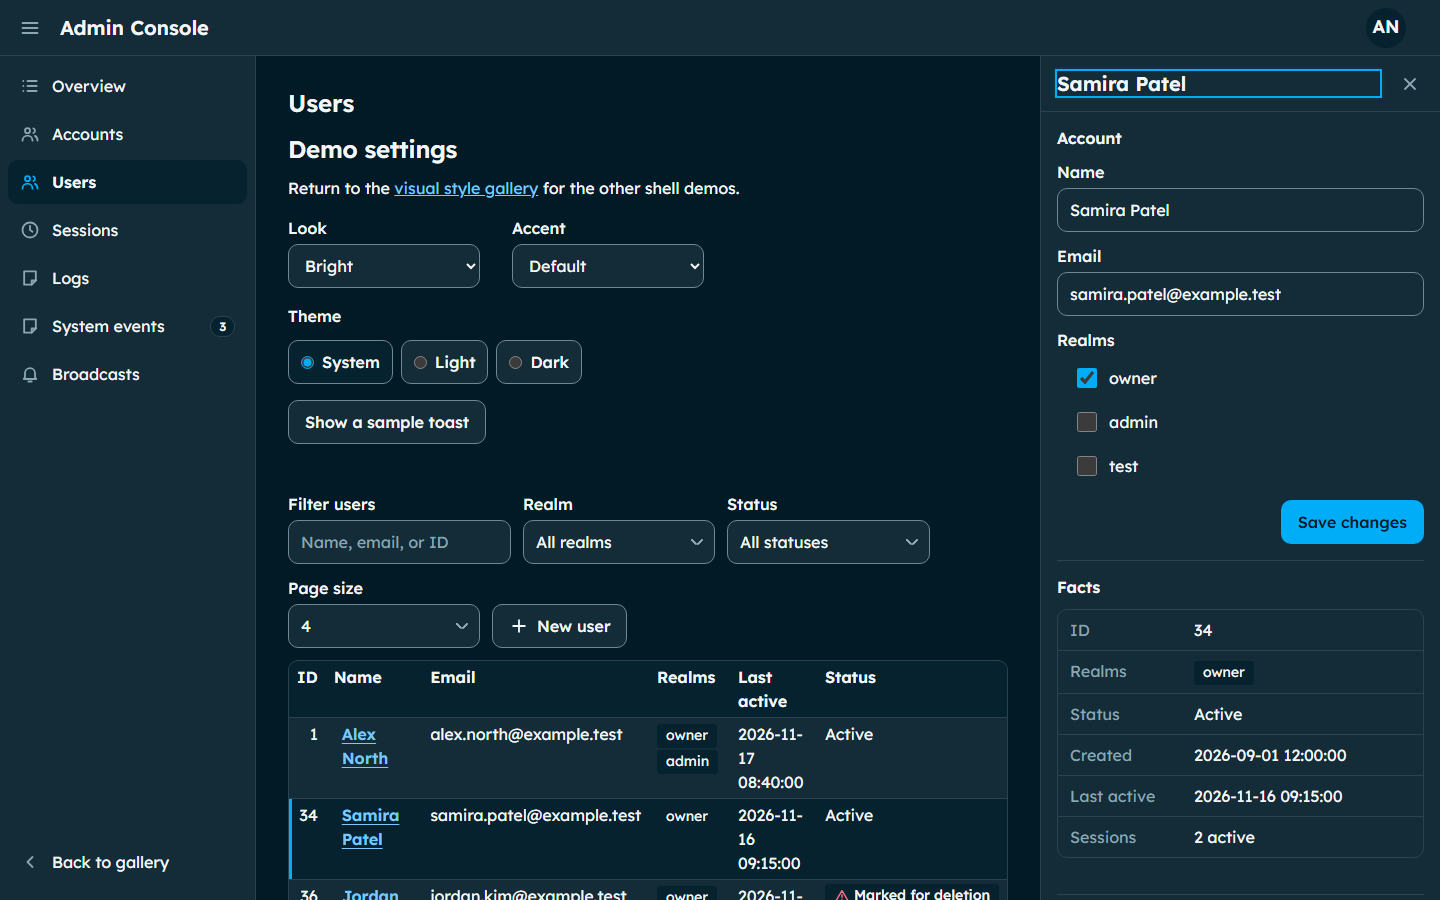 Admin Console
AN
Overview
Accounts
Users
Sessions
Logs
System events 3
Broadcasts
Back to gallery
Users
Demo settings
Return to the visual style gallery for the other shell demos.
Look Accent
Bright Default
Theme
System Light Dark
Show a sample toast
Filter users Realm Status
Name, email, or ID All realms All statuses
Page size
4 New user
ID Name Email Realms Last active Status
1 Alex North alex.north@example.test owner admin 2026-11-17 08:40:00 Active
34 Samira Patel samira.patel@example.test owner 2026-11-16 09:15:00 Active
36 Jordan jordan.kim@example.test owner 2026-11- Marked for deletion
Samira Patel
Account
Name
Samira Patel
Email
samira.patel@example.test
Realms
owner
admin
test
Save changes
Facts
ID 34
Realms owner
Status Active
Created 2026-09-01 12:00:00
Last active 2026-11-16 09:15:00
Sessions 2 active